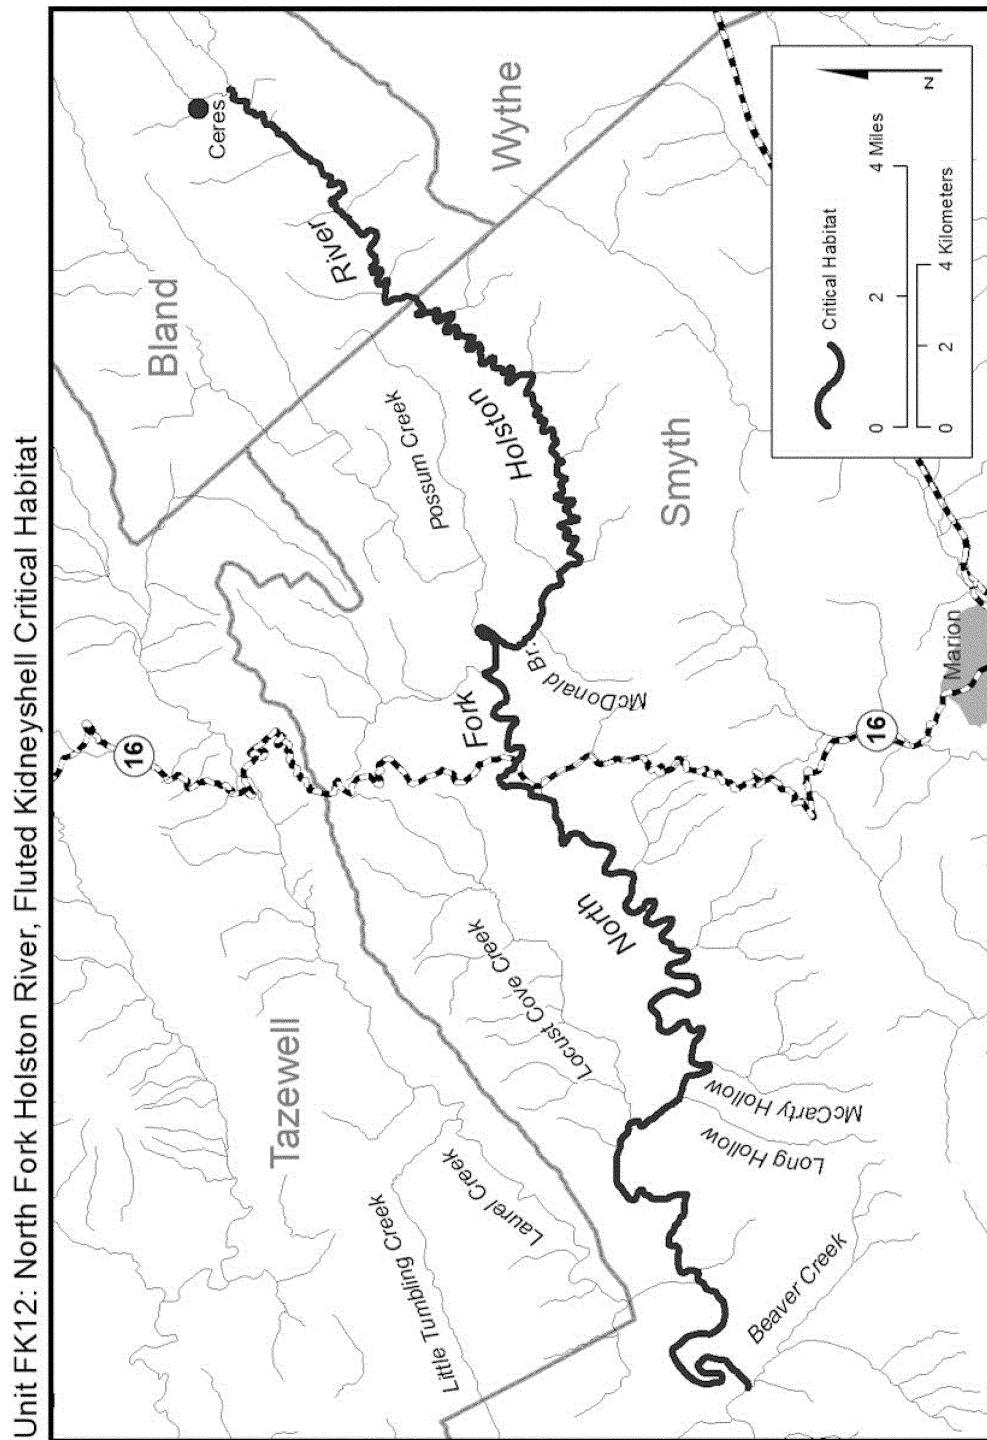 Unit FK12: North Fork Holston River, Fluted Kidneyshell Critical Habitat
Ceres
Wythe
Bland
River
Possum Creek
Holston
Smyth
16
Fork
McDonald Br.
16
Marion
Tazewell
Locust Cove Creek
North
McCarty Hollow
Long Hollow
Laurel Creek
Little Tumbling Creek
Beaver Creek
Critical Habitat
0 2 4 Miles
0 2 4 Kilometers
N